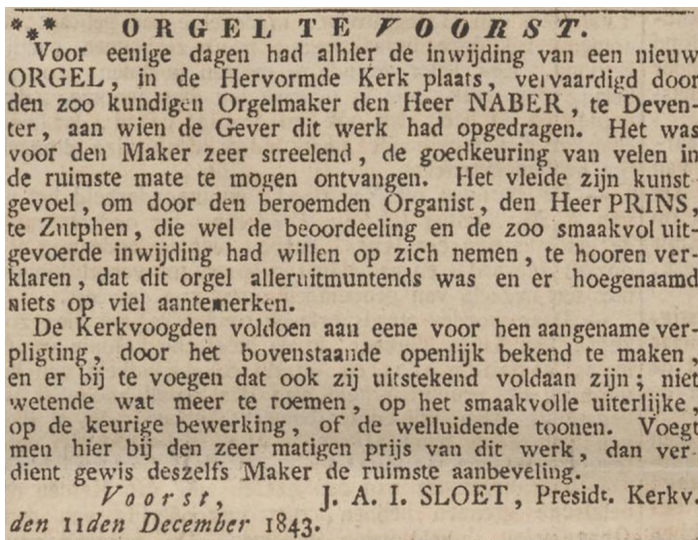 ⁎⁎⁎ ORGEL TE VOORST.
Voor eenige dagen had alhier de inwijding van een nieuw
ORGEL, in de Hervormde Kerk plaats, vervaardigd door
den zoo kundigen Orgelmaker den Heer NABER, te Deven-
ter, aan wien de Gever dit werk had opgedragen. Het was
voor den Maker zeer streelend, de goedkeuring van velen in
de ruimste mate te mogen ontvangen. Het vleide zijn kunst-
gevoel, om door den beroemden Organist, den Heer PRINS,
te Zutphen, die wel de beoordeeling en de zoo smaakvol uit-
gevoerde inwijding had willen op zich nemen, te hooren ver-
klaren, dat dit orgel alleruitmuntends was en er hoegenaamd
niets op viel aantemerken.
De Kerkvoogden voldoen aan eene voor hen aangename ver-
pligting, door het bovenstaande openlijk bekend te maken,
en er bij te voegen dat ook zij uitstekend voldaan zijn; niet
wetende wat meer te roemen, op het smaakvolle uiterlijke,
op de keurige bewerking, of de welluidende toonen. Voegt
men hier bij den zeer matigen prijs van dit werk, dan ver-
dient gewis deszelfs Maker de ruimste aanbeveling.
Voorst, J. A. I. SLOET, Presidt. Kerkv.
den 11den December 1843.